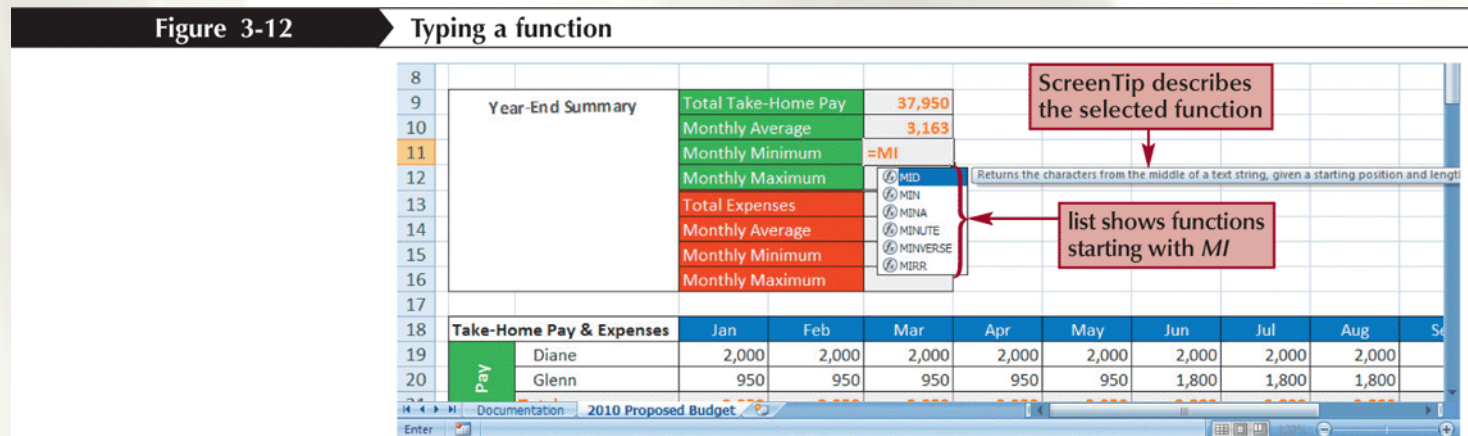 Figure 3-12 Typing a function
8
9 Year-End Summary Total Take-Home Pay 37,950
10 Monthly Average 3,163
11 Monthly Minimum =MI
12 Monthly Maximum
13 Total Expenses
14 Monthly Average
15 Monthly Minimum
16 Monthly Maximum
17
ScreenTip describes
the selected function
MID
MIN
MINA
MINUTE
MINVERSE
MIRR
Returns the characters from the middle of a text string, given a starting position and lengt
list shows functions
starting with MI
18 Take-Home Pay & Expenses Jan Feb Mar Apr May Jun Jul Aug Se
19 Diane 2,000 2,000 2,000 2,000 2,000 2,000 2,000 2,000
20 Glenn 950 950 950 950 950 1,800 1,800 1,800
Pay
Documentation 2010 Proposed Budget
Enter 120%